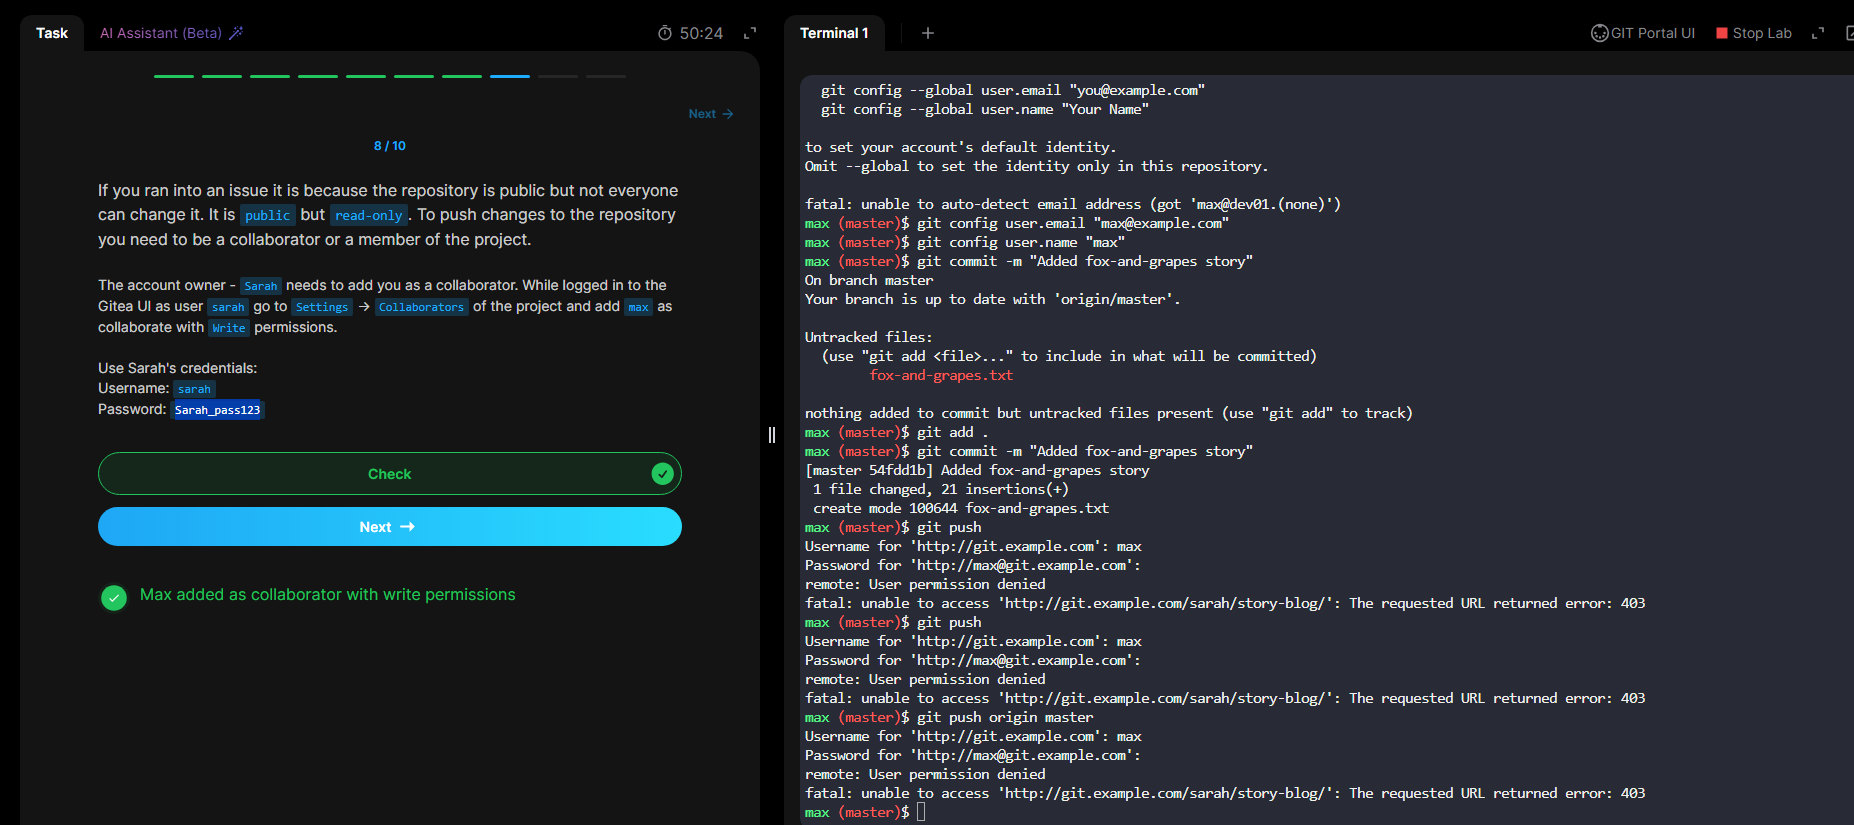 Task
AI Assistant (Beta)
50:24
Next →
8 / 10
If you ran into an issue it is because the repository is public but not everyone
can change it. It is public but read-only. To push changes to the repository
you need to be a collaborator or a member of the project.
The account owner - Sarah needs to add you as a collaborator. While logged in to the
Gitea UI as user sarah go to Settings → Collaborators of the project and add max as
collaborate with Write permissions.
Use Sarah's credentials:
Username: sarah
Password: Sarah_pass123
Check
Next →
Max added as collaborator with write permissions
Terminal 1
+
GIT Portal UI
Stop Lab
git config --global user.email "you@example.com"
git config --global user.name "Your Name"
to set your account's default identity.
Omit --global to set the identity only in this repository.
fatal: unable to auto-detect email address (got 'max@dev01.(none)')
max (master)$ git config user.email "max@example.com"
max (master)$ git config user.name "max"
max (master)$ git commit -m "Added fox-and-grapes story"
On branch master
Your branch is up to date with 'origin/master'.
Untracked files:
(use "git add <file>..." to include in what will be committed)
fox-and-grapes.txt
nothing added to commit but untracked files present (use "git add" to track)
max (master)$ git add .
max (master)$ git commit -m "Added fox-and-grapes story"
[master 54fdd1b] Added fox-and-grapes story
1 file changed, 21 insertions(+)
create mode 100644 fox-and-grapes.txt
max (master)$ git push
Username for 'http://git.example.com': max
Password for 'http://max@git.example.com':
remote: User permission denied
fatal: unable to access 'http://git.example.com/sarah/story-blog/': The requested URL returned error: 403
max (master)$ git push
Username for 'http://git.example.com': max
Password for 'http://max@git.example.com':
remote: User permission denied
fatal: unable to access 'http://git.example.com/sarah/story-blog/': The requested URL returned error: 403
max (master)$ git push origin master
Username for 'http://git.example.com': max
Password for 'http://max@git.example.com':
remote: User permission denied
fatal: unable to access 'http://git.example.com/sarah/story-blog/': The requested URL returned error: 403
max (master)$